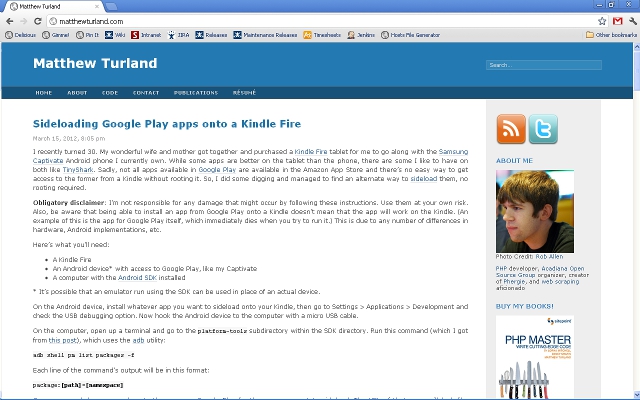 Matthew Turland
matthewturland.com
Delicious Gimme! Pin It Wiki Intranet JIRA Releases Maintenance Releases Timesheets Jenkins Hosts File Generator Other bookmarks
Matthew Turland
Search...
HOME ABOUT CODE CONTACT PUBLICATIONS RÉSUMÉ
Sideloading Google Play apps onto a Kindle Fire
March 15, 2012, 8:05 pm
I recently turned 30. My wonderful wife and mother got together and purchased a Kindle Fire tablet for me to go along with the Samsung
Captivate Android phone I currently own. While some apps are better on the tablet than the phone, there are some I like to have on
both like TinyShark. Sadly, not all apps available in Google Play are available in the Amazon App Store and there's no easy way to get
access to the former from a Kindle without rooting it. So, I did some digging and managed to find an alternate way to sideload them, no
rooting required.
Obligatory disclaimer: I'm not responsible for any damage that might occur by following these instructions. Use them at your own risk.
Also, be aware that being able to install an app from Google Play onto a Kindle doesn't mean that the app will work on the Kindle. (An
example of this is the app for Google Play itself, which immediately dies when you try to run it.) This is due to any number of differences in
hardware, Android implementations, etc.
Here's what you'll need:
A Kindle Fire
An Android device* with access to Google Play, like my Captivate
A computer with the Android SDK installed
* It's possible that an emulator run using the SDK can be used in place of an actual device.
On the Android device, install whatever app you want to sideload onto your Kindle, then go to Settings > Applications > Development and
check the USB debugging option. Now hook the Android device to the computer with a micro USB cable.
On the computer, open up a terminal and go to the platform-tools subdirectory within the SDK directory. Run this command (which I got
from this post), which uses the adb utility:
adb shell pm list packages -f
Each line of the command's output will be in this format:
package:[path]=[namespace]
ABOUT ME
Photo Credit: Rob Allen
PHP developer, Acadiana Open
Source Group organizer, creator
of Phergie, and web scraping
aficionado
BUY MY BOOKS!
sitepoint
PHP MASTER
WRITE CUTTING-EDGE CODE